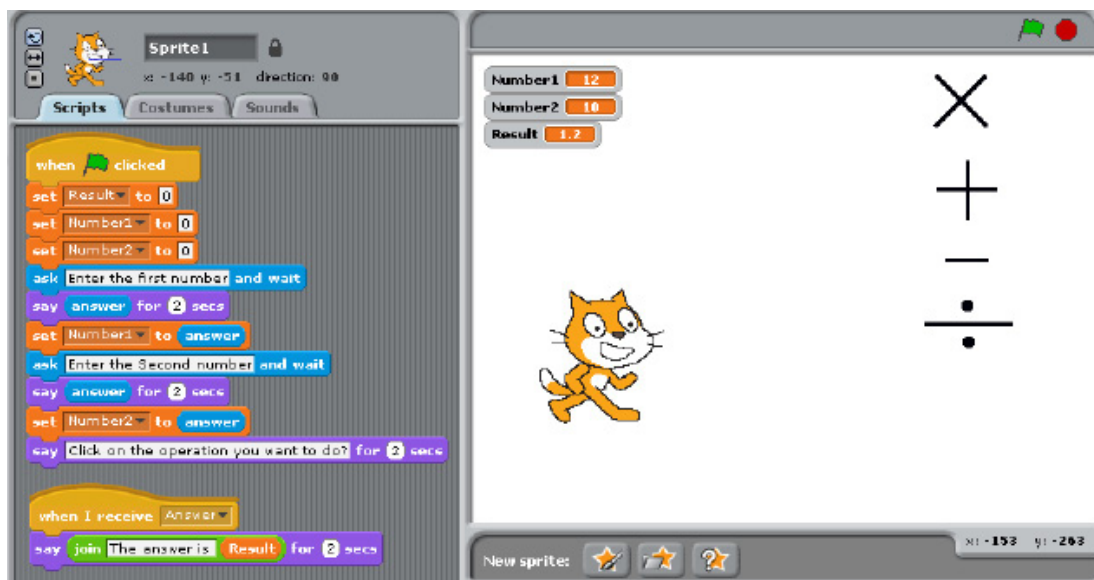 Sprite1
x: -140 y: -51 direction: 90
Scripts Costumes Sounds
when clicked
set Result to 0
set Number1 to 0
set Number2 to 0
ask Enter the first number and wait
say answer for 2 secs
set Number1 to answer
ask Enter the Second number and wait
say answer for 2 secs
set Number2 to answer
say Click on the operation you want to do? for 2 secs
when I receive Answer
say join The answer is Result for 2 secs
Number1 12
Number2 10
Result 1.2
×
+
−
÷
New sprite:
x: -153 y: -263